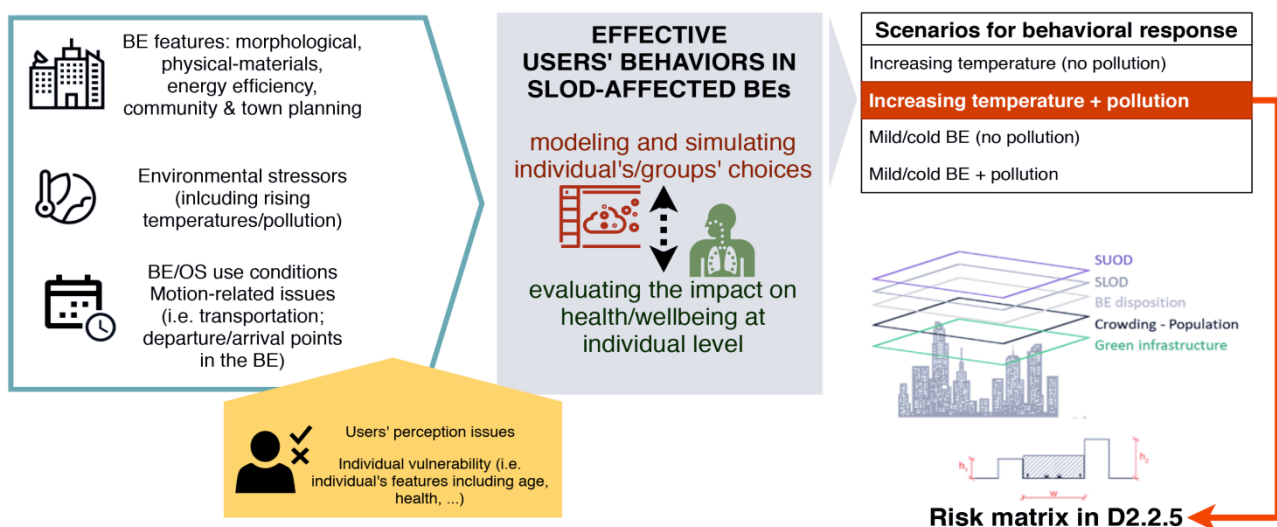 BE features: morphological,
physical-materials,
energy efficiency,
community & town planning
Environmental stressors
(inlcuding rising
temperatures/pollution)
BE/OS use conditions
Motion-related issues
(i.e. transportation;
departure/arrival points
in the BE)
Users' perception issues
Individual vulnerability (i.e.
individual's features including age,
health, ...)
EFFECTIVE
USERS' BEHAVIORS IN
SLOD-AFFECTED BEs
modeling and simulating
individual's/groups' choices
evaluating the impact on
health/wellbeing at
individual level
Scenarios for behavioral response
Increasing temperature (no pollution)
Increasing temperature + pollution
Mild/cold BE (no pollution)
Mild/cold BE + pollution
SUOD
SLOD
BE disposition
Crowding - Population
Green infrastructure
h₁
h₂
w
Risk matrix in D2.2.5